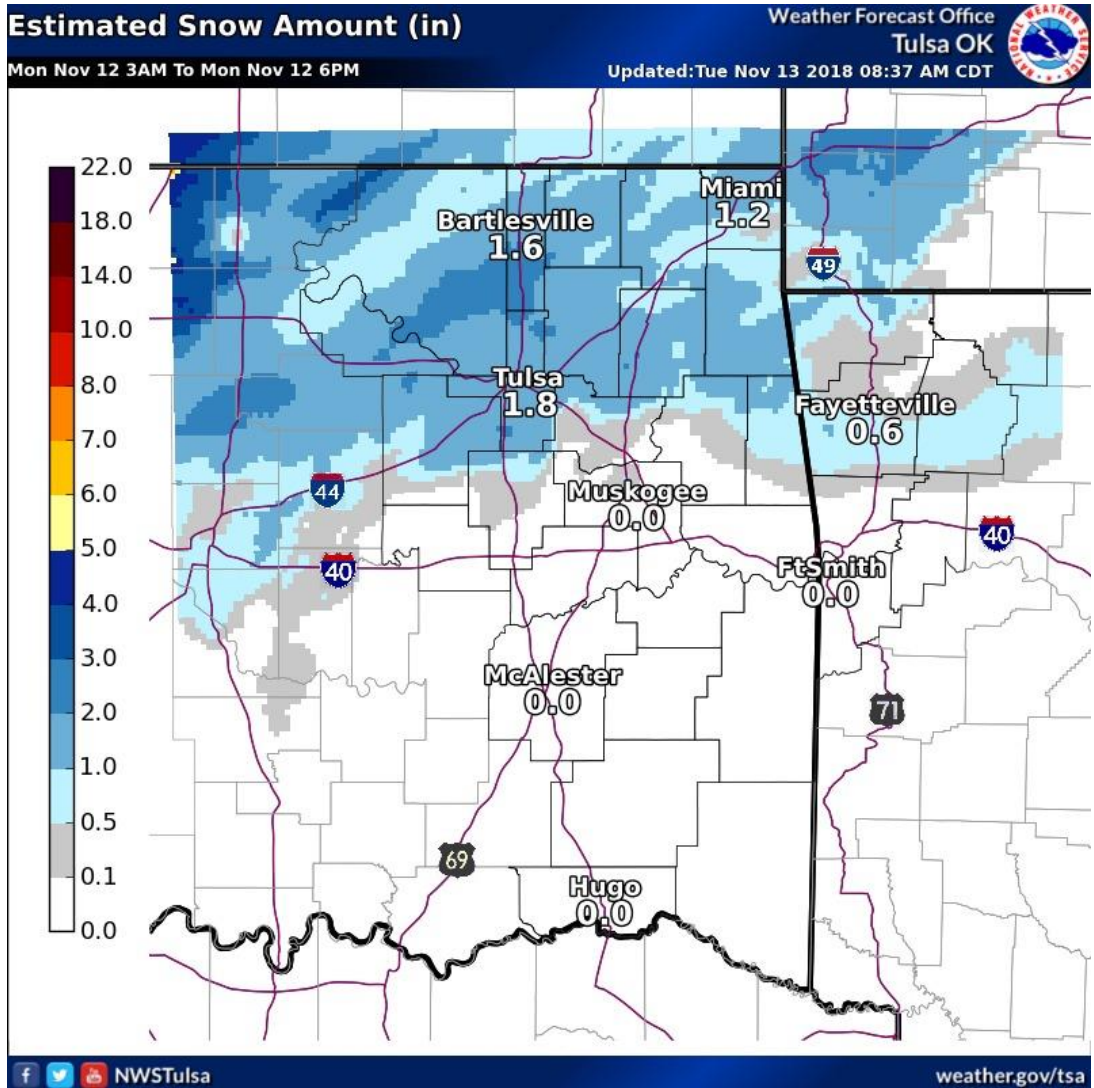 Estimated Snow Amount (in)
Weather Forecast Office
Tulsa OK
Mon Nov 12 3AM To Mon Nov 12 6PM
Updated:Tue Nov 13 2018 08:37 AM CDT
NATIONAL WEATHER SERVICE
22.0
18.0
14.0
10.0
8.0
7.0
6.0
5.0
4.0
3.0
2.0
1.0
0.5
0.1
0.0
Miami
1.2
Bartlesville
1.6
49
Tulsa
1.8
Fayetteville
0.6
44
Muskogee
0.0
40
40
FtSmith
0.0
McAlester
0.0
71
69
Hugo
0.0
NWSTulsa
weather.gov/tsa